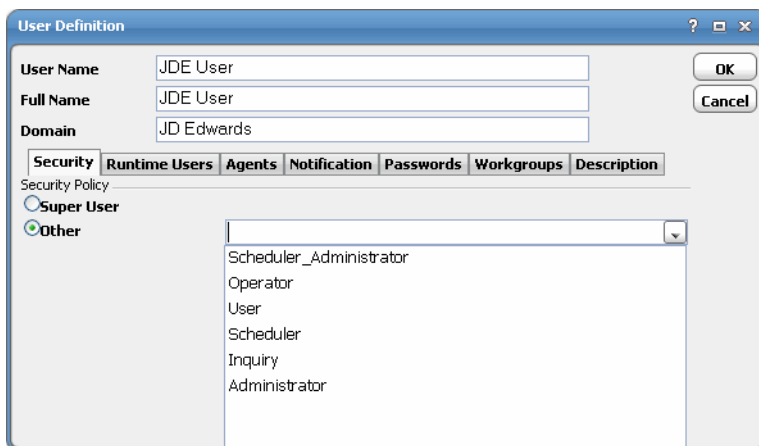 User Definition ?
User Name JDE User OK
Full Name JDE User Cancel
Domain JD Edwards
Security Runtime Users Agents Notification Passwords Workgroups Description
Security Policy
Super User
Other
Scheduler_Administrator
Operator
User
Scheduler
Inquiry
Administrator